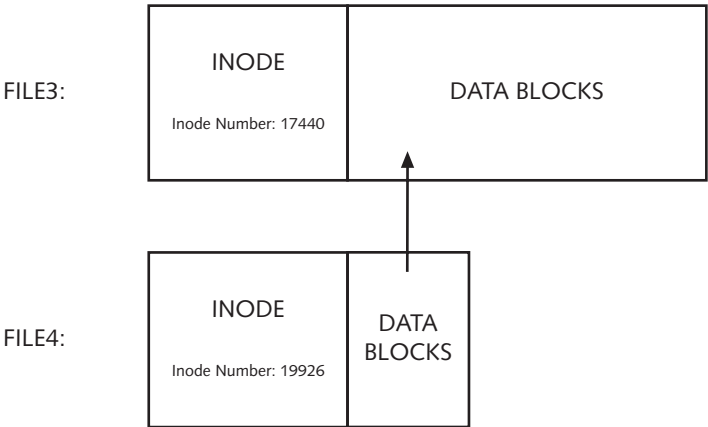 FILE3:
INODE
Inode Number: 17440
DATA BLOCKS
FILE4:
INODE
Inode Number: 19926
DATA
BLOCKS